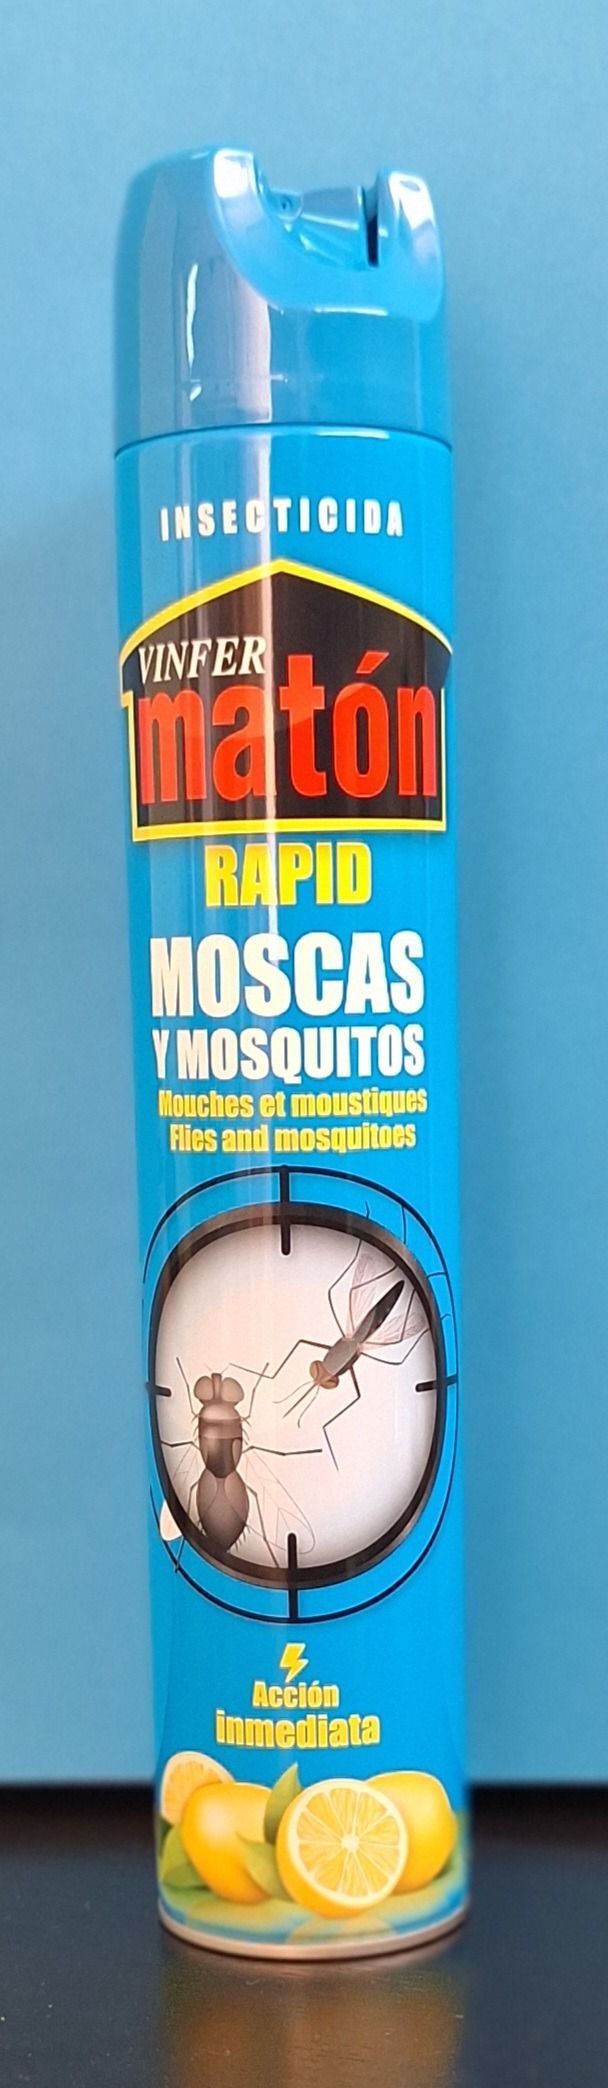 INSECTICIDA
VINFER
matón
RAPID
MOSCAS
Y MOSQUITOS
Mouches et moustiques
Flies and mosquitoes
Acción
inmediata